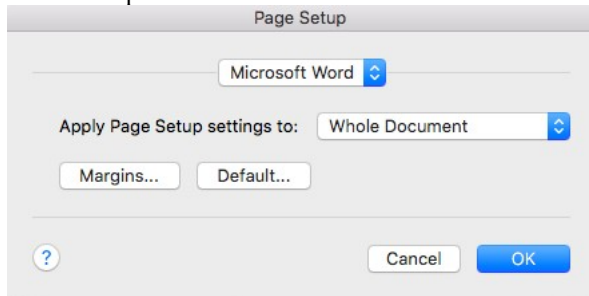 Page Setup
Microsoft Word
Apply Page Setup settings to: Whole Document
Margins... Default...
? Cancel OK